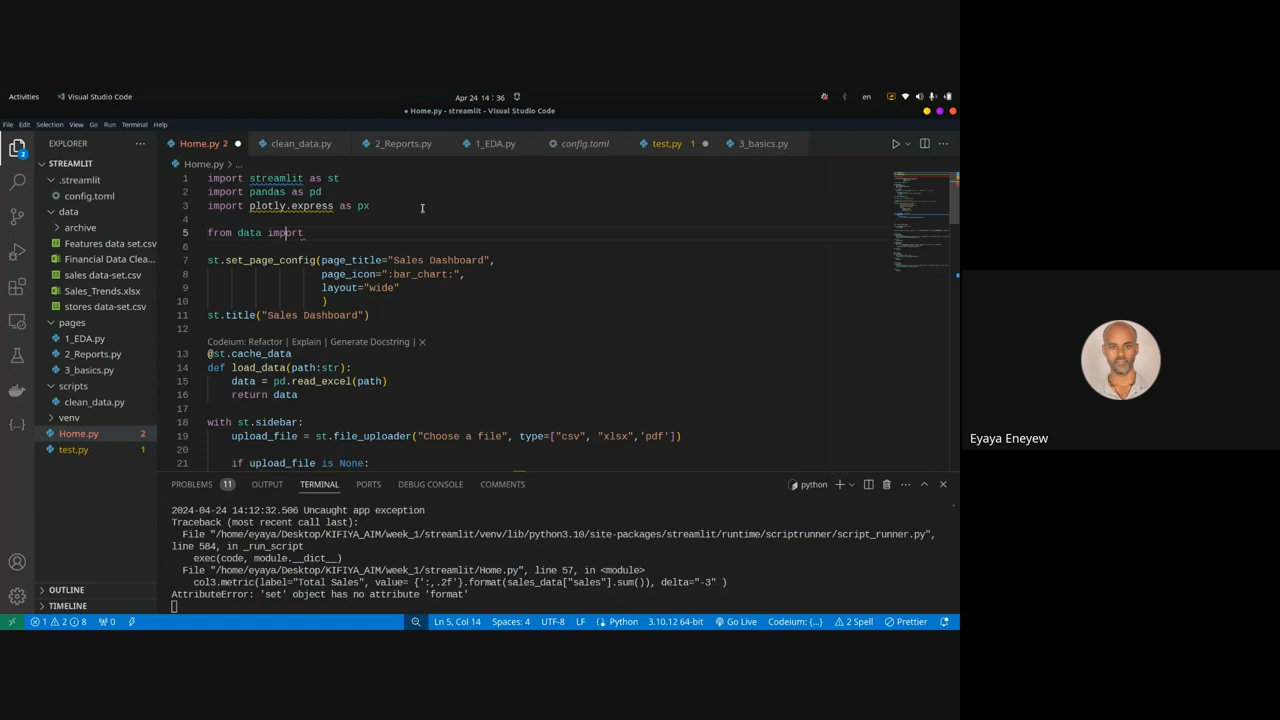 Activities
Visual Studio Code
Apr 24 14:36
en
● Home.py - streamlit - Visual Studio Code
File Edit Selection View Go Run Terminal Help
EXPLORER
Home.py 2
clean_data.py
2_Reports.py
1_EDA.py
config.toml
test.py 1
3_basics.py
STREAMLIT
.streamlit
config.toml
data
archive
Features data set.csv
Financial Data Clea...
sales data-set.csv
Sales_Trends.xlsx
stores data-set.csv
pages
1_EDA.py
2_Reports.py
3_basics.py
scripts
clean_data.py
venv
Home.py 2
test.py 1
OUTLINE
TIMELINE
2
Home.py > ...
1 import streamlit as st
2 import pandas as pd
3 import plotly.express as px
4
5 from data import
6
7 st.set_page_config(page_title="Sales Dashboard",
8 page_icon=":bar_chart:",
9 layout="wide"
10 )
11 st.title("Sales Dashboard")
12
Codeium: Refactor | Explain | Generate Docstring | ×
13 @st.cache_data
14 def load_data(path:str):
15 data = pd.read_excel(path)
16 return data
17
18 with st.sidebar:
19 upload_file = st.file_uploader("Choose a file", type=["csv", "xlsx",'pdf'])
20
21 if upload_file is None:
PROBLEMS 11 OUTPUT TERMINAL PORTS DEBUG CONSOLE COMMENTS
python
2024-04-24 14:12:32.506 Uncaught app exception
Traceback (most recent call last):
File "/home/eyaya/Desktop/KIFIYA_AIM/week_1/streamlit/venv/lib/python3.10/site-packages/streamlit/runtime/scriptrunner/script_runner.py",
line 584, in _run_script
exec(code, module.__dict__)
File "/home/eyaya/Desktop/KIFIYA_AIM/week_1/streamlit/Home.py", line 57, in <module>
col3.metric(label="Total Sales", value= {':,.2f'}.format(sales_data["sales"].sum()), delta="-3" )
AttributeError: 'set' object has no attribute 'format'
1 2 8 0
Ln 5, Col 14 Spaces: 4 UTF-8 LF Python 3.10.12 64-bit Go Live Codeium: {...} 2 Spell Prettier
Eyaya Eneyew